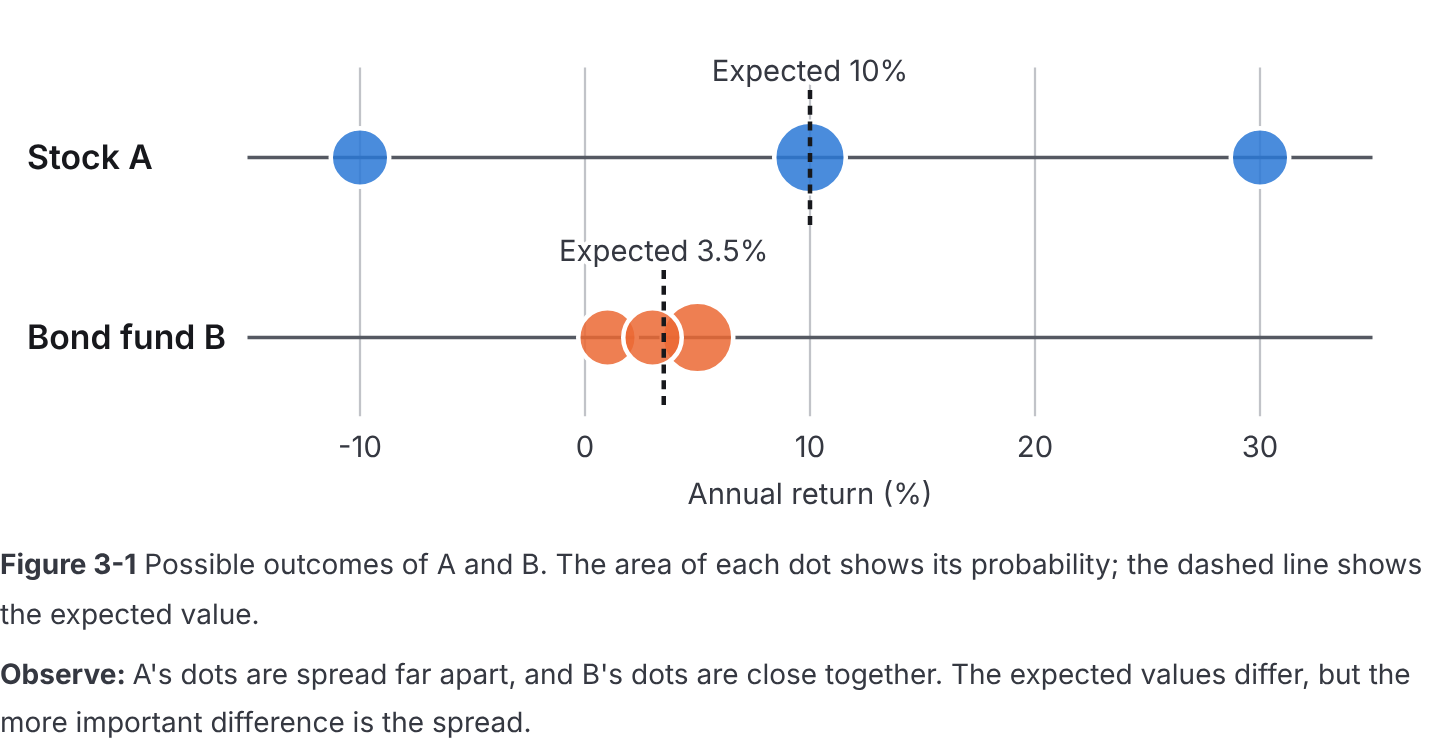 Expected 10%
Stock A
Expected 3.5%
Bond fund B
-10 0 10 20 30
Annual return (%)
Figure 3-1 Possible outcomes of A and B. The area of each dot shows its probability; the dashed line shows
the expected value.
Observe: A's dots are spread far apart, and B's dots are close together. The expected values differ, but the
more important difference is the spread.